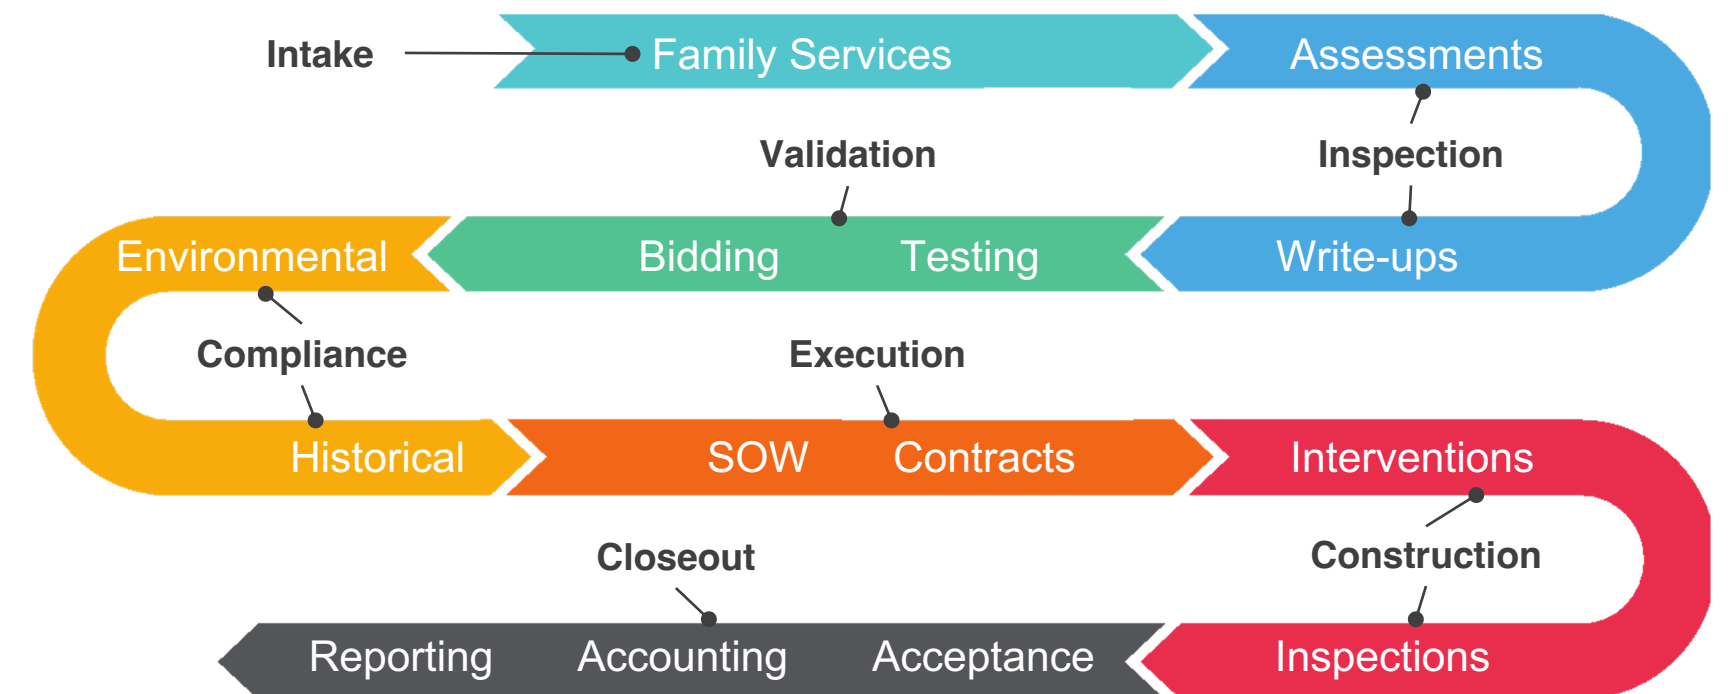 Intake
Family Services
Assessments
Validation
Inspection
Environmental
Bidding
Testing
Write-ups
Compliance
Execution
Historical
SOW
Contracts
Interventions
Closeout
Construction
Reporting
Accounting
Acceptance
Inspections